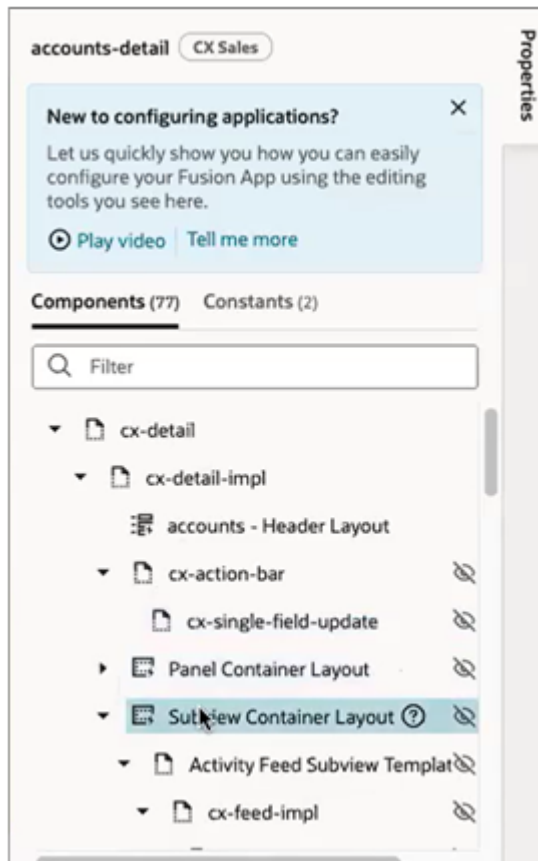 accounts-detail CX Sales
Properties
New to configuring applications?
Let us quickly show you how you can easily
configure your Fusion App using the editing
tools you see here.
Play video Tell me more
Components (77) Constants (2)
Filter
cx-detail
cx-detail-impl
accounts - Header Layout
cx-action-bar
cx-single-field-update
Panel Container Layout
Subview Container Layout
Activity Feed Subview Templat
cx-feed-impl